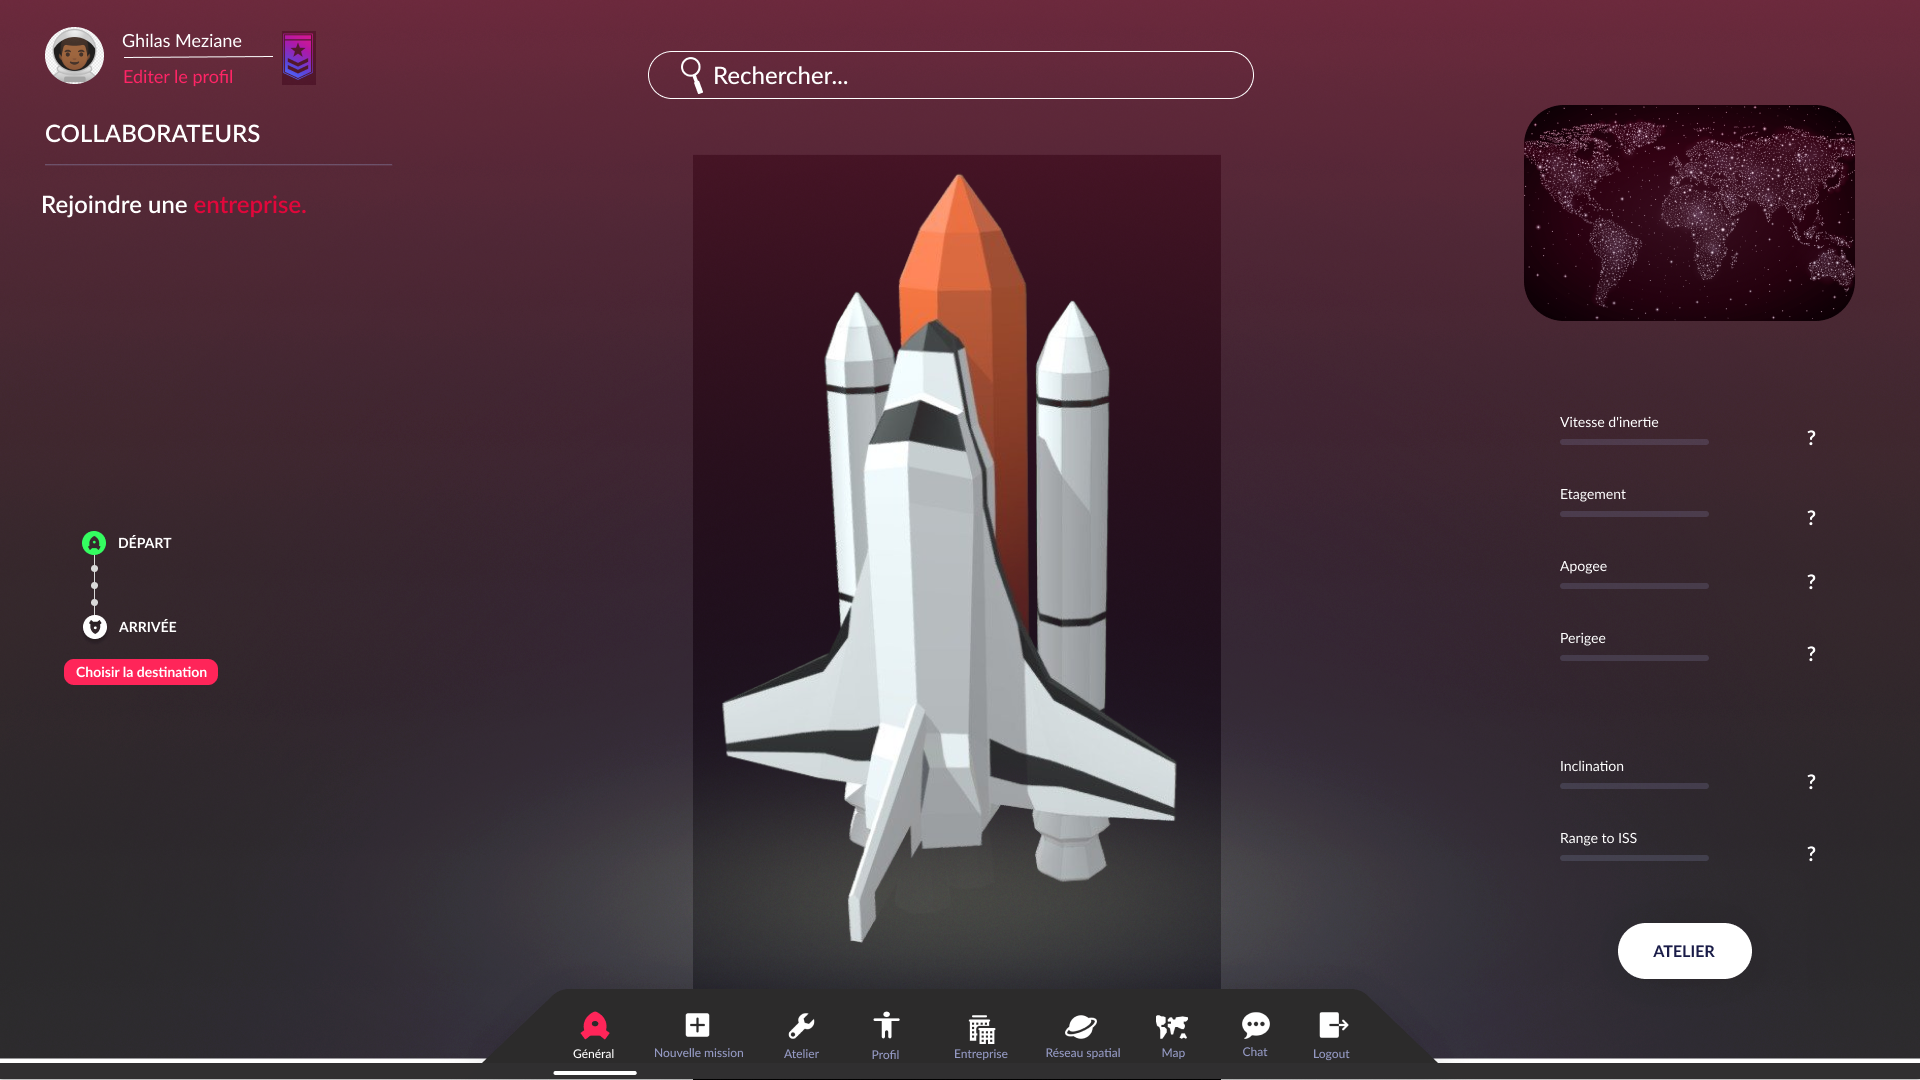 Ghilas Meziane
Editer le profil
Rechercher...
COLLABORATEURS
Rejoindre une entreprise.
DÉPART
ARRIVÉE
Choisir la destination
Vitesse d'inertie
?
Etagement
?
Apogee
?
Perigee
?
Inclination
?
Range to ISS
?
ATELIER
Général
Nouvelle mission
Atelier
Profil
Entreprise
Réseau spatial
Map
Chat
Logout